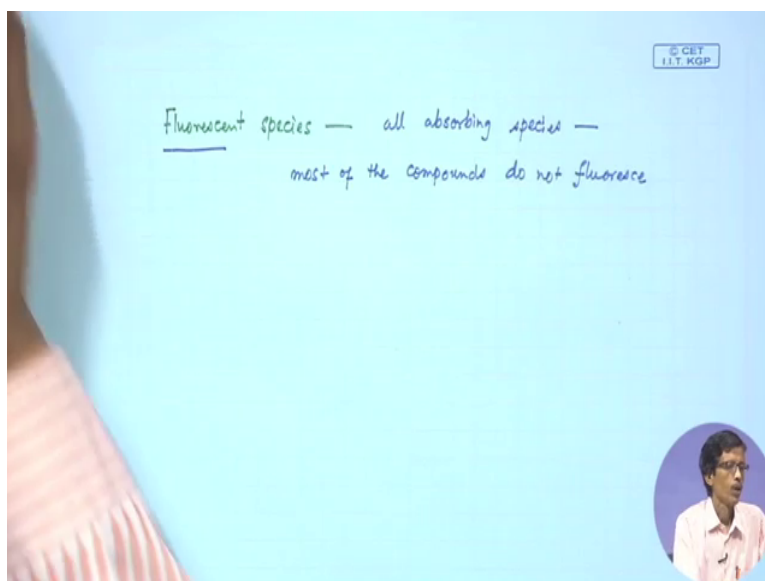 © CET
I.I.T. KGP
Fluorescent species — all absorbing species —
most of the compounds do not fluoresce